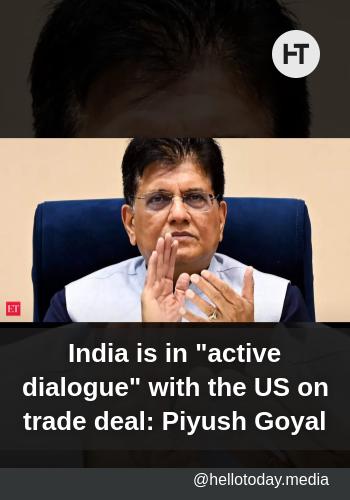 HT
ET
India is in "active
dialogue" with the US on
trade deal: Piyush Goyal
@hellotoday.media